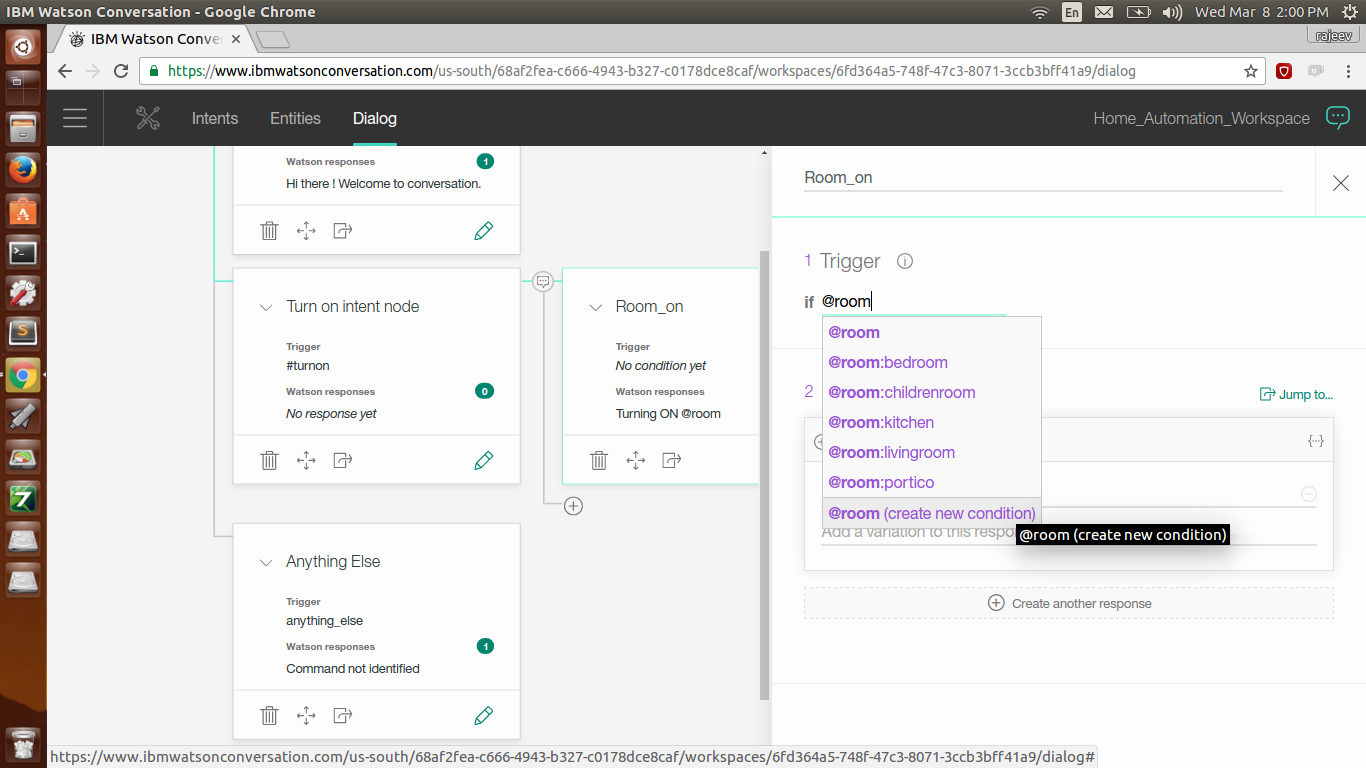 IBM Watson Conversation - Google Chrome
En
Wed Mar 8 2:00 PM
IBM Watson Conve
rajeev
https://www.ibmwatsonconversation.com/us-south/68af2fea-c666-4943-b327-c0178dce8caf/workspaces/6fd364a5-748f-47c3-8071-3ccb3bff41a9/dialog
Intents
Entities
Dialog
Home_Automation_Workspace
Watson responses
1
Hi there ! Welcome to conversation.
Turn on intent node
Trigger
#turnon
Watson responses
0
No response yet
Room_on
Trigger
No condition yet
Watson responses
Turning ON @room
Anything Else
Trigger
anything_else
Watson responses
1
Command not identified
Room_on
1 Trigger
if @room
@room
@room:bedroom
@room:childrenroom
@room:kitchen
@room:livingroom
@room:portico
@room (create new condition)
2
Jump to...
Add a variation to this respo
@room (create new condition)
Create another response
https://www.ibmwatsonconversation.com/us-south/68af2fea-c666-4943-b327-c0178dce8caf/workspaces/6fd364a5-748f-47c3-8071-3ccb3bff41a9/dialog#